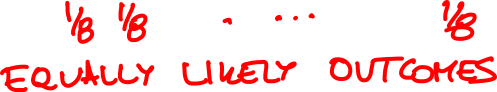 1/8 1/8 . ... 1/8
EQUALLY LIKELY OUTCOMES